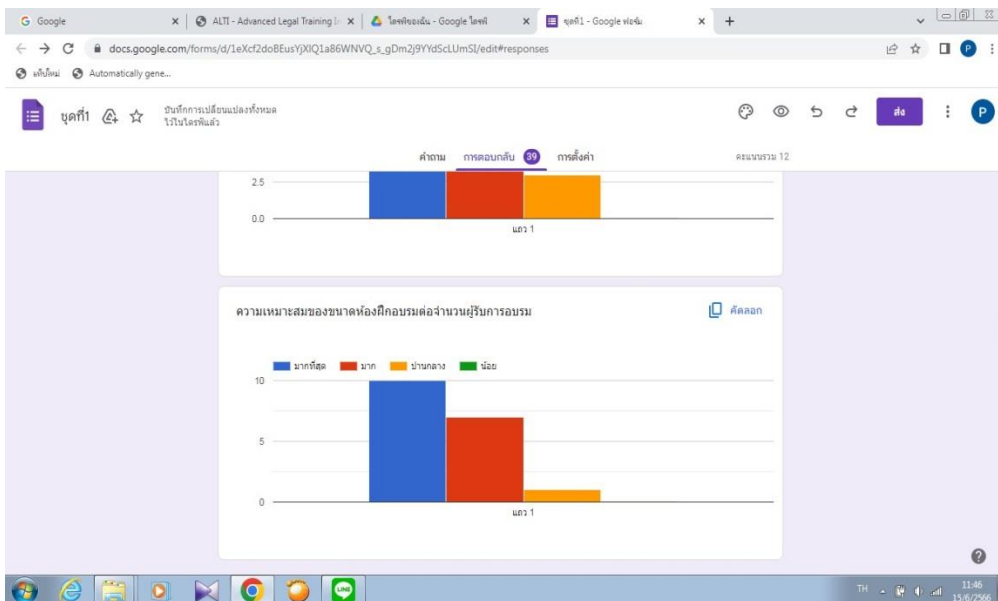 Google
ALTI - Advanced Legal Training In
ไดรฟ์ของฉัน - Google ไดรฟ์
ชุดที่1 - Google ฟอร์ม
docs.google.com/forms/d/1eXcf2doBEusYjXlQ1a86WNVQ_s_gDm2j9YYdScLUmSI/edit#responses
P
แท็บใหม่
Automatically gene...
ชุดที่1
บันทึกการเปลี่ยนแปลงทั้งหมด
ไว้ในไดรฟ์แล้ว
ส่ง
P
คำถาม
การตอบกลับ 39
การตั้งค่า
คะแนนรวม 12
2.5
0.0
แถว 1
ความเหมาะสมของขนาดห้องฝึกอบรมต่อจำนวนผู้รับการอบรม
คัดลอก
มากที่สุด มาก ปานกลาง น้อย
10
5
0
แถว 1
LINE
TH
11:46
15/6/2566